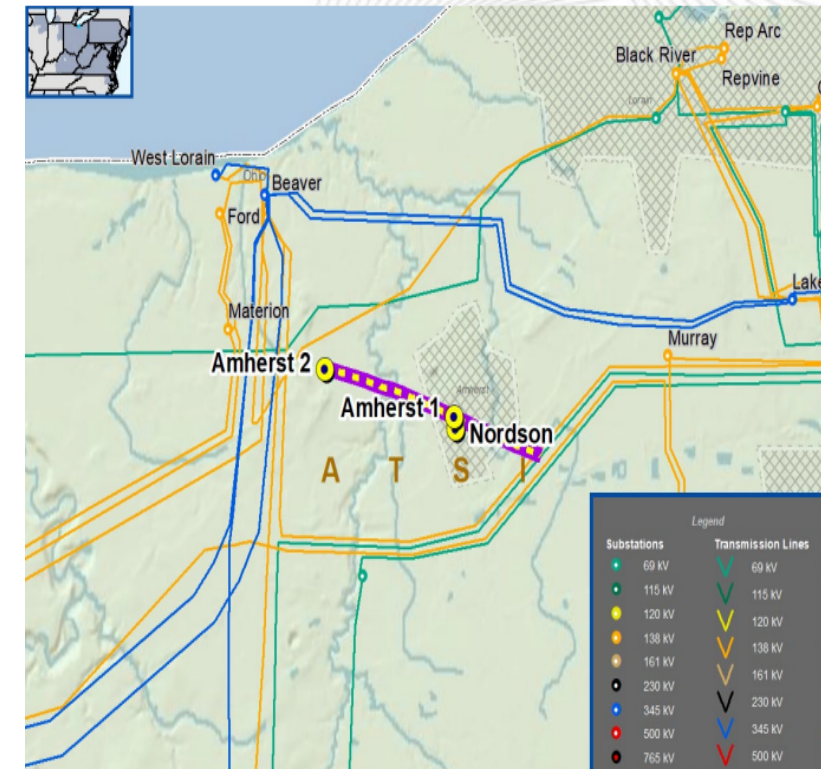 Rep Arc
Black River
Repvine
Lorain
West Lorain
Beaver
Ford
Lake
Materion
Murray
Amherst 2
Amherst
Amherst 1
Nordson
A T S I
Legend
Substations Transmission Lines
69 kV 69 kV
115 kV 115 kV
120 kV 120 kV
138 kV 138 kV
161 kV 161 kV
230 kV 230 kV
345 kV 345 kV
500 kV 500 kV
765 kV